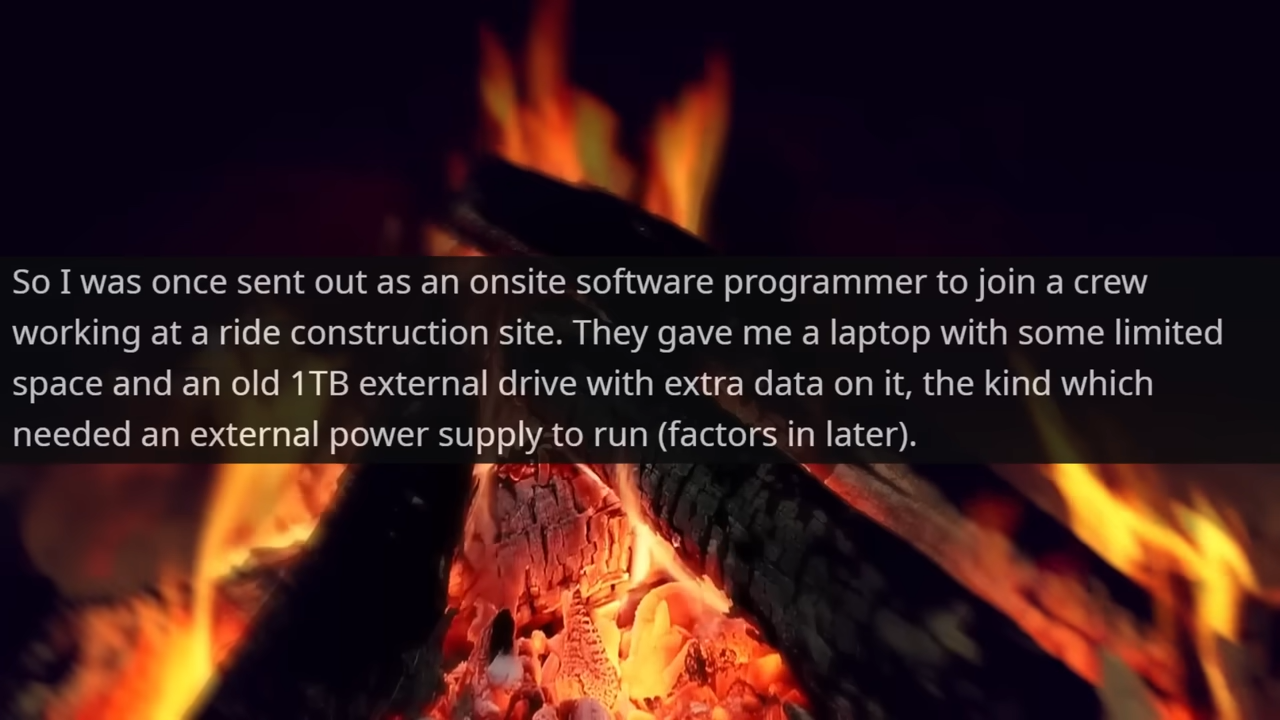 So I was once sent out as an onsite software programmer to join a crew
working at a ride construction site. They gave me a laptop with some limited
space and an old 1TB external drive with extra data on it, the kind which
needed an external power supply to run (factors in later).